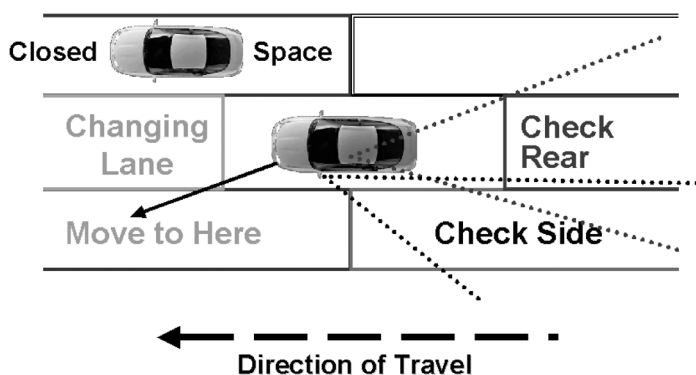 Closed
Space
Changing
Lane
Check
Rear
Move to Here
Check Side
Direction of Travel